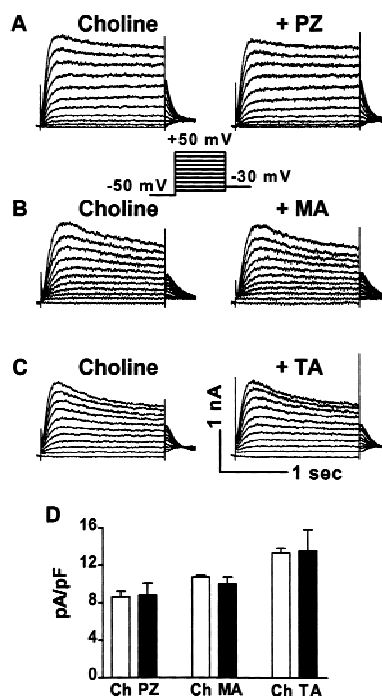 A Choline + PZ
+50 mV
-50 mV -30 mV
B Choline + MA
C Choline + TA
1 nA
1 sec
D
16
12
8
4
0
pA/pF
Ch PZ Ch MA Ch TA